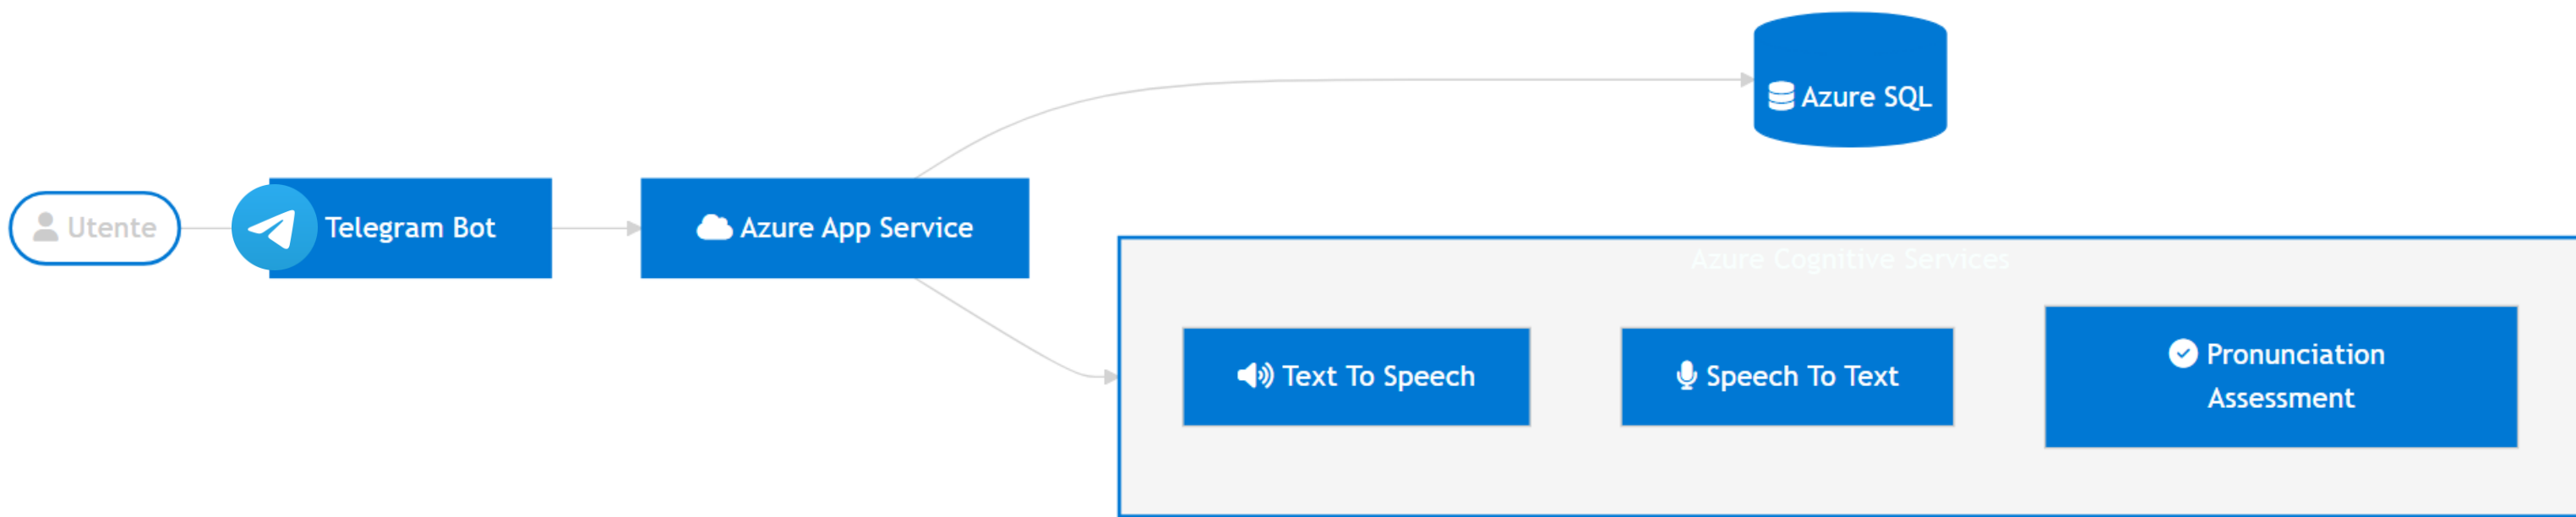 Azure SQL
Utente
Telegram Bot
Azure App Service
Azure Cognitive Services
Text To Speech
Speech To Text
Pronunciation
Assessment